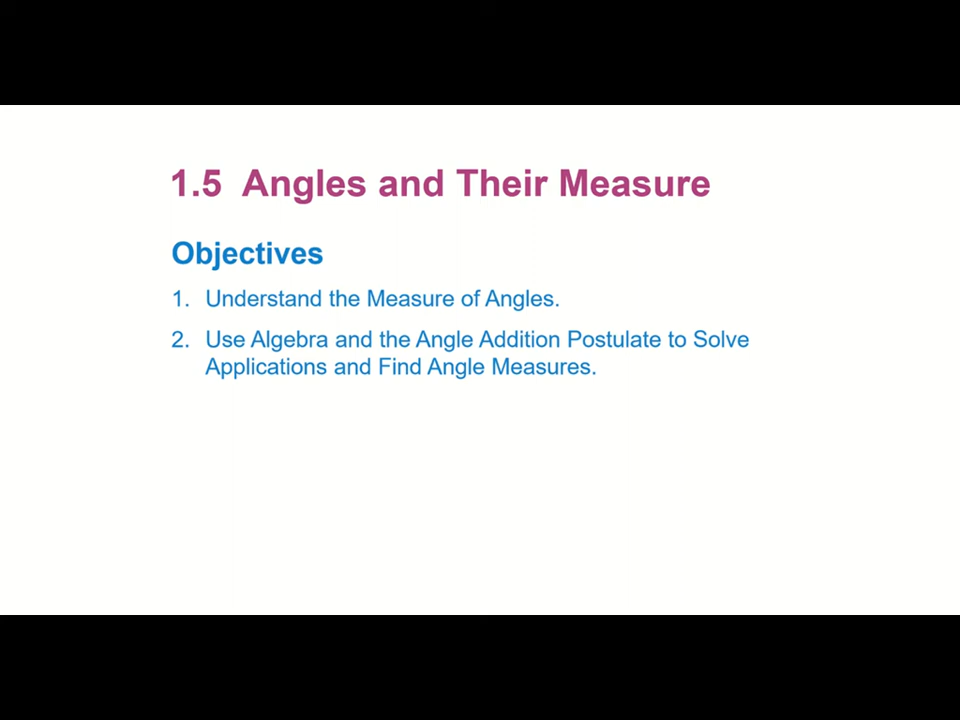 1.5 Angles and Their Measure
Objectives
1. Understand the Measure of Angles.
2. Use Algebra and the Angle Addition Postulate to Solve
Applications and Find Angle Measures.